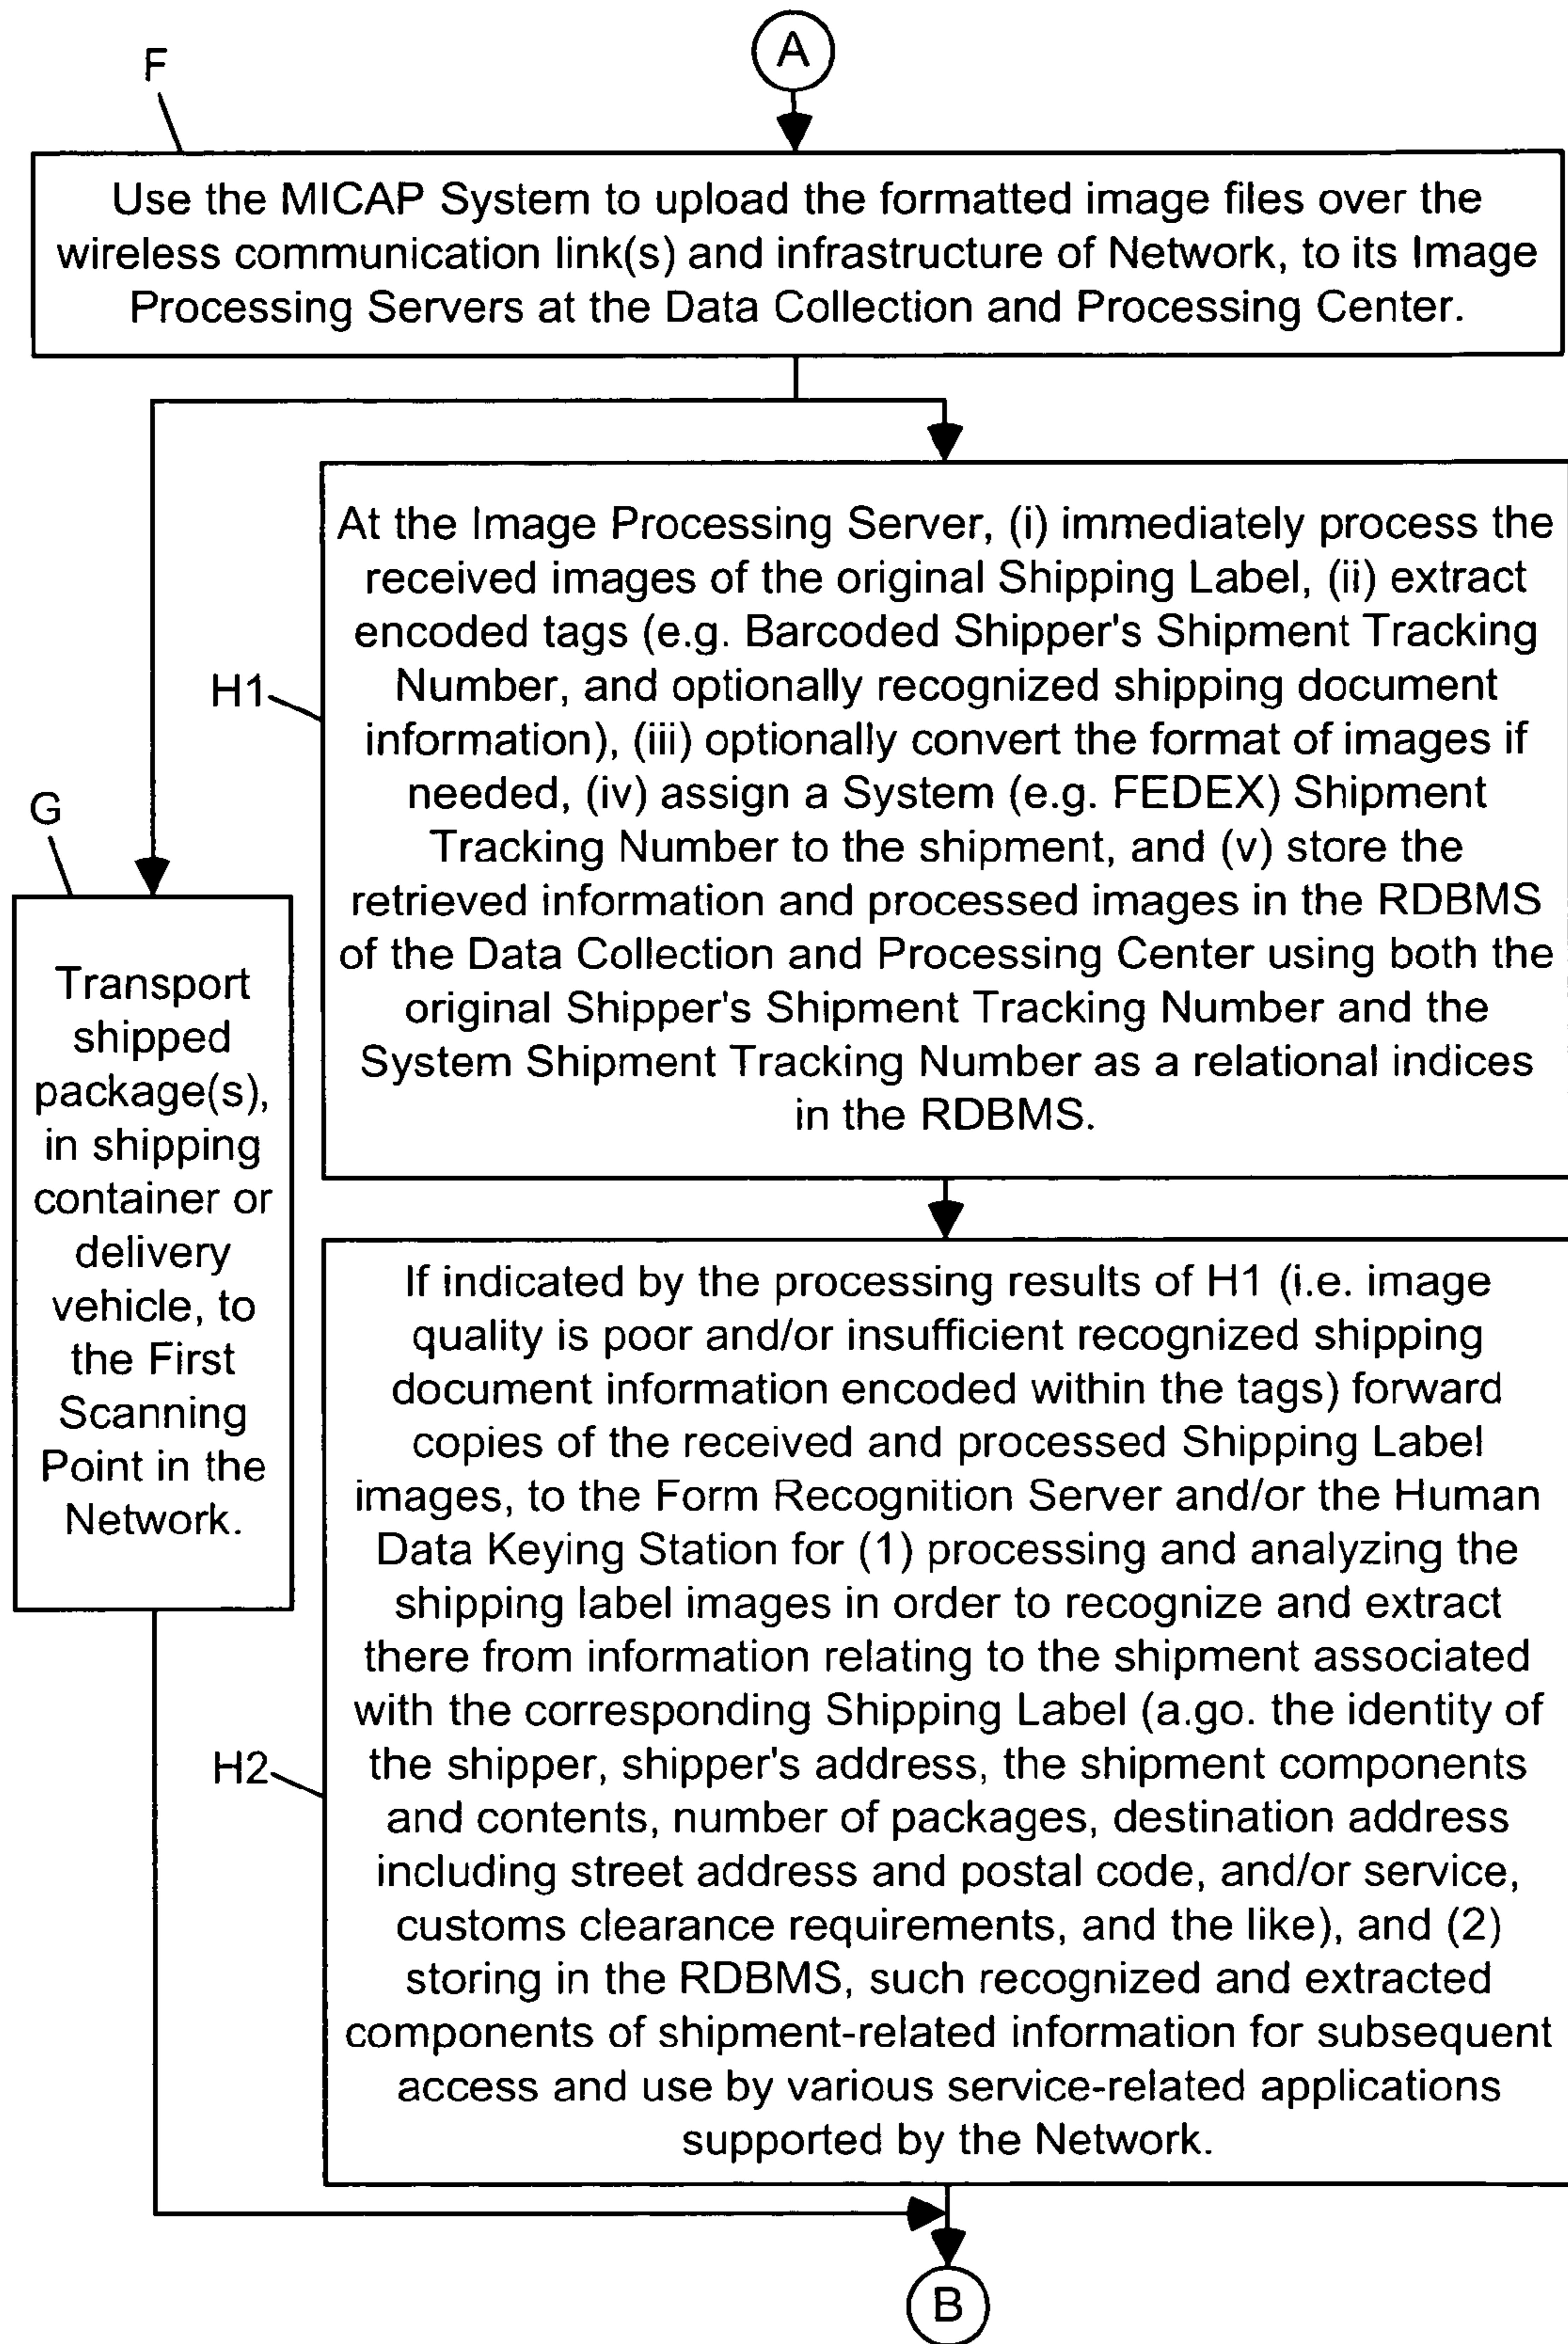 A
F
Use the MICAP System to upload the formatted image files over the
wireless communication link(s) and infrastructure of Network, to its Image
Processing Servers at the Data Collection and Processing Center.
H1
At the Image Processing Server, (i) immediately process the
received images of the original Shipping Label, (ii) extract
encoded tags (e.g. Barcoded Shipper's Shipment Tracking
Number, and optionally recognized shipping document
information), (iii) optionally convert the format of images if
needed, (iv) assign a System (e.g. FEDEX) Shipment
Tracking Number to the shipment, and (v) store the
retrieved information and processed images in the RDBMS
of the Data Collection and Processing Center using both the
original Shipper's Shipment Tracking Number and the
System Shipment Tracking Number as a relational indices
in the RDBMS.
G
Transport
shipped
package(s),
in shipping
container or
delivery
vehicle, to
the First
Scanning
Point in the
Network.
H2
If indicated by the processing results of H1 (i.e. image
quality is poor and/or insufficient recognized shipping
document information encoded within the tags) forward
copies of the received and processed Shipping Label
images, to the Form Recognition Server and/or the Human
Data Keying Station for (1) processing and analyzing the
shipping label images in order to recognize and extract
there from information relating to the shipment associated
with the corresponding Shipping Label (a.go. the identity of
the shipper, shipper's address, the shipment components
and contents, number of packages, destination address
including street address and postal code, and/or service,
customs clearance requirements, and the like), and (2)
storing in the RDBMS, such recognized and extracted
components of shipment-related information for subsequent
access and use by various service-related applications
supported by the Network.
B